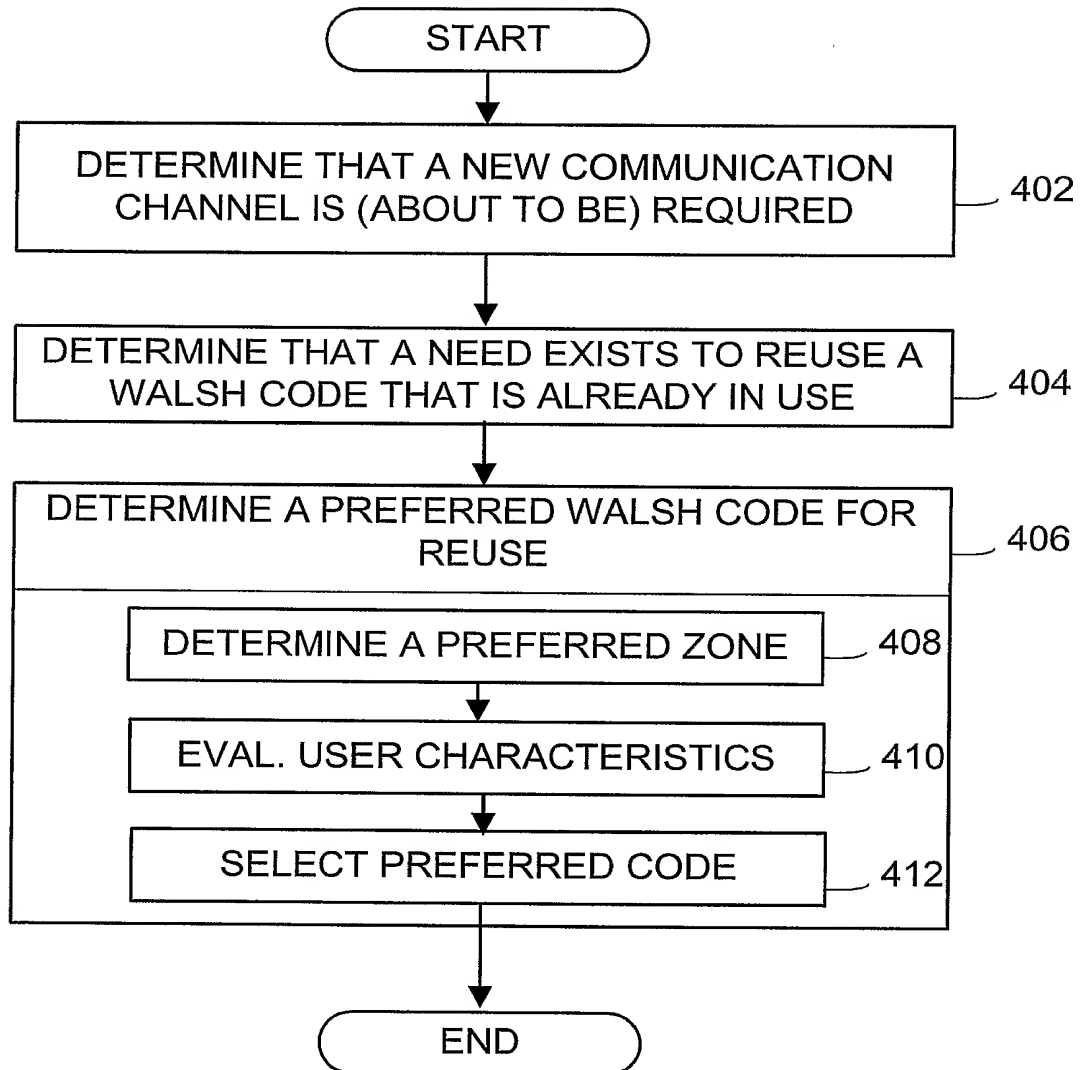 START
DETERMINE THAT A NEW COMMUNICATION
CHANNEL IS (ABOUT TO BE) REQUIRED
402
DETERMINE THAT A NEED EXISTS TO REUSE A
WALSH CODE THAT IS ALREADY IN USE
404
DETERMINE A PREFERRED WALSH CODE FOR
REUSE
406
DETERMINE A PREFERRED ZONE
408
EVAL. USER CHARACTERISTICS
410
SELECT PREFERRED CODE
412
END